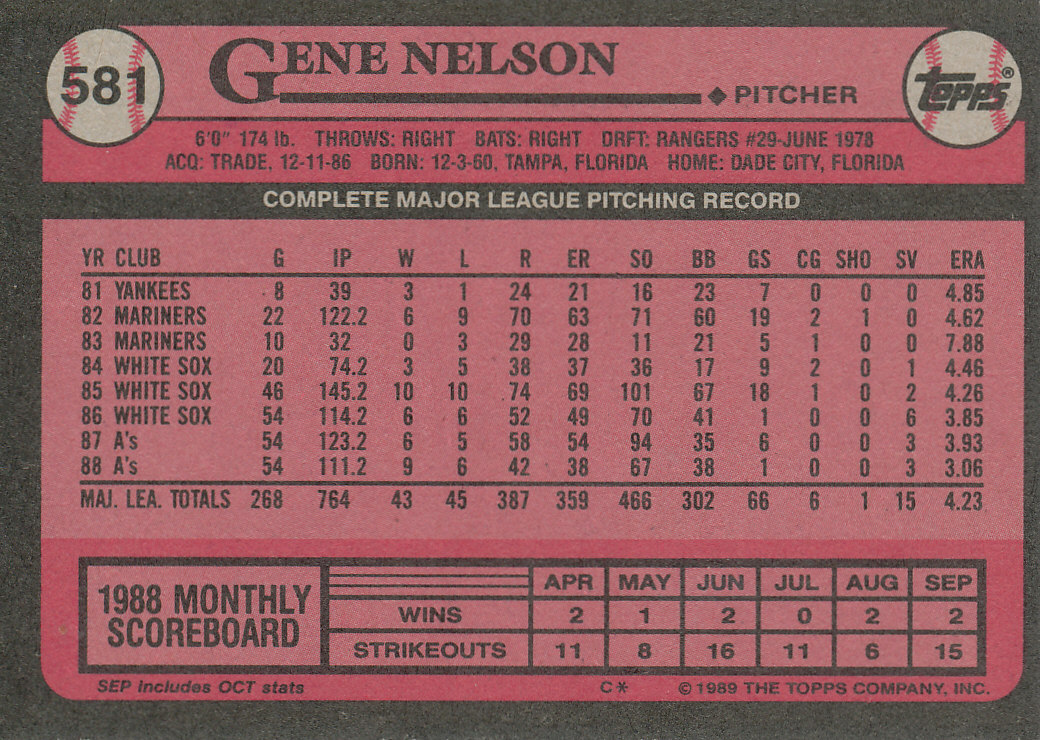 581
GENE NELSON
PITCHER
TOPPS®
6'0" 174 lb. THROWS: RIGHT BATS: RIGHT DRFT: RANGERS #29-JUNE 1978
ACQ: TRADE, 12-11-86 BORN: 12-3-60, TAMPA, FLORIDA HOME: DADE CITY, FLORIDA
COMPLETE MAJOR LEAGUE PITCHING RECORD
YR CLUB G IP W L R ER SO BB GS CG SHO SV ERA
81 YANKEES 8 39 3 1 24 21 16 23 7 0 0 0 4.85
82 MARINERS 22 122.2 6 9 70 63 71 60 19 2 1 0 4.62
83 MARINERS 10 32 0 3 29 28 11 21 5 1 0 0 7.88
84 WHITE SOX 20 74.2 3 5 38 37 36 17 9 2 0 1 4.46
85 WHITE SOX 46 145.2 10 10 74 69 101 67 18 1 0 2 4.26
86 WHITE SOX 54 114.2 6 6 52 49 70 41 1 0 0 6 3.85
87 A's 54 123.2 6 5 58 54 94 35 6 0 0 3 3.93
88 A's 54 111.2 9 6 42 38 67 38 1 0 0 3 3.06
MAJ. LEA. TOTALS 268 764 43 45 387 359 466 302 66 6 1 15 4.23
1988 MONTHLY SCOREBOARD
APR MAY JUN JUL AUG SEP
WINS 2 1 2 0 2 2
STRIKEOUTS 11 8 16 11 6 15
SEP includes OCT stats C* © 1989 THE TOPPS COMPANY, INC.